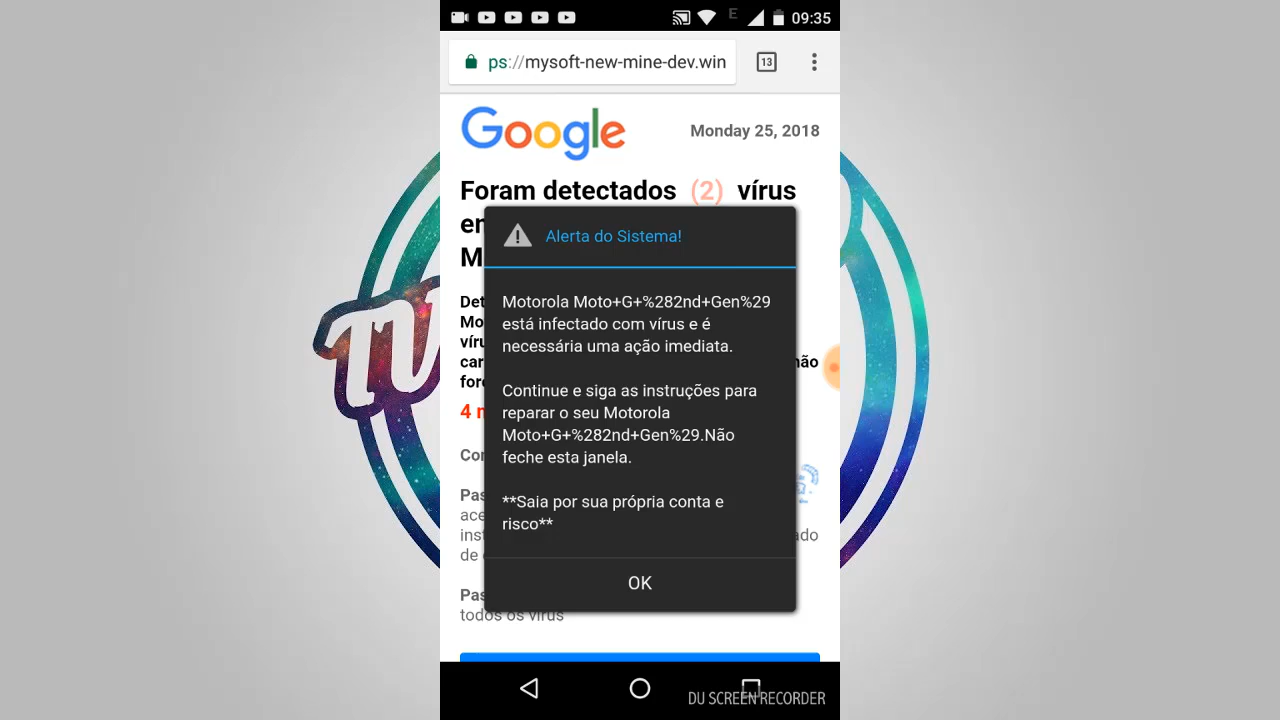 E
09:35
ps://mysoft-new-mine-dev.win
13
Google
Monday 25, 2018
Foram detectados (2) vírus
Alerta do Sistema!
Motorola Moto+G+%282nd+Gen%29
está infectado com vírus e é
necessária uma ação imediata.
Continue e siga as instruções para
reparar o seu Motorola
Moto+G+%282nd+Gen%29.Não
feche esta janela.
**Saia por sua própria conta e
risco**
OK
todos os vírus
DU SCREEN RECORDER